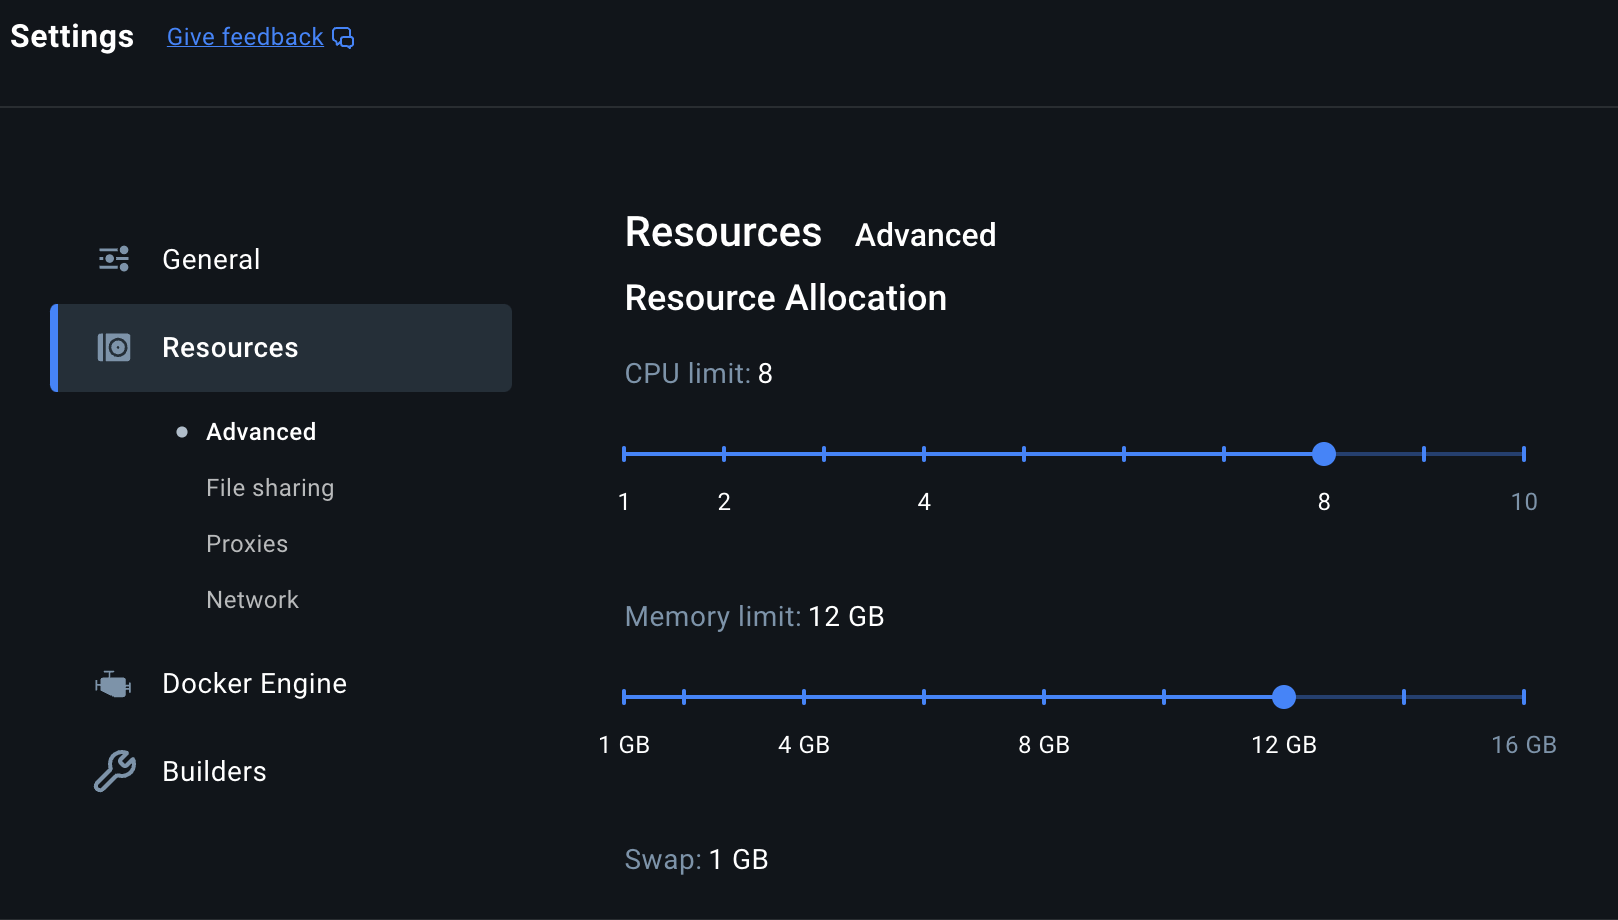 Settings Give feedback
General
Resources
Advanced
File sharing
Proxies
Network
Docker Engine
Builders
Resources Advanced
Resource Allocation
CPU limit: 8
1 2 4 8 10
Memory limit: 12 GB
1 GB 4 GB 8 GB 12 GB 16 GB
Swap: 1 GB